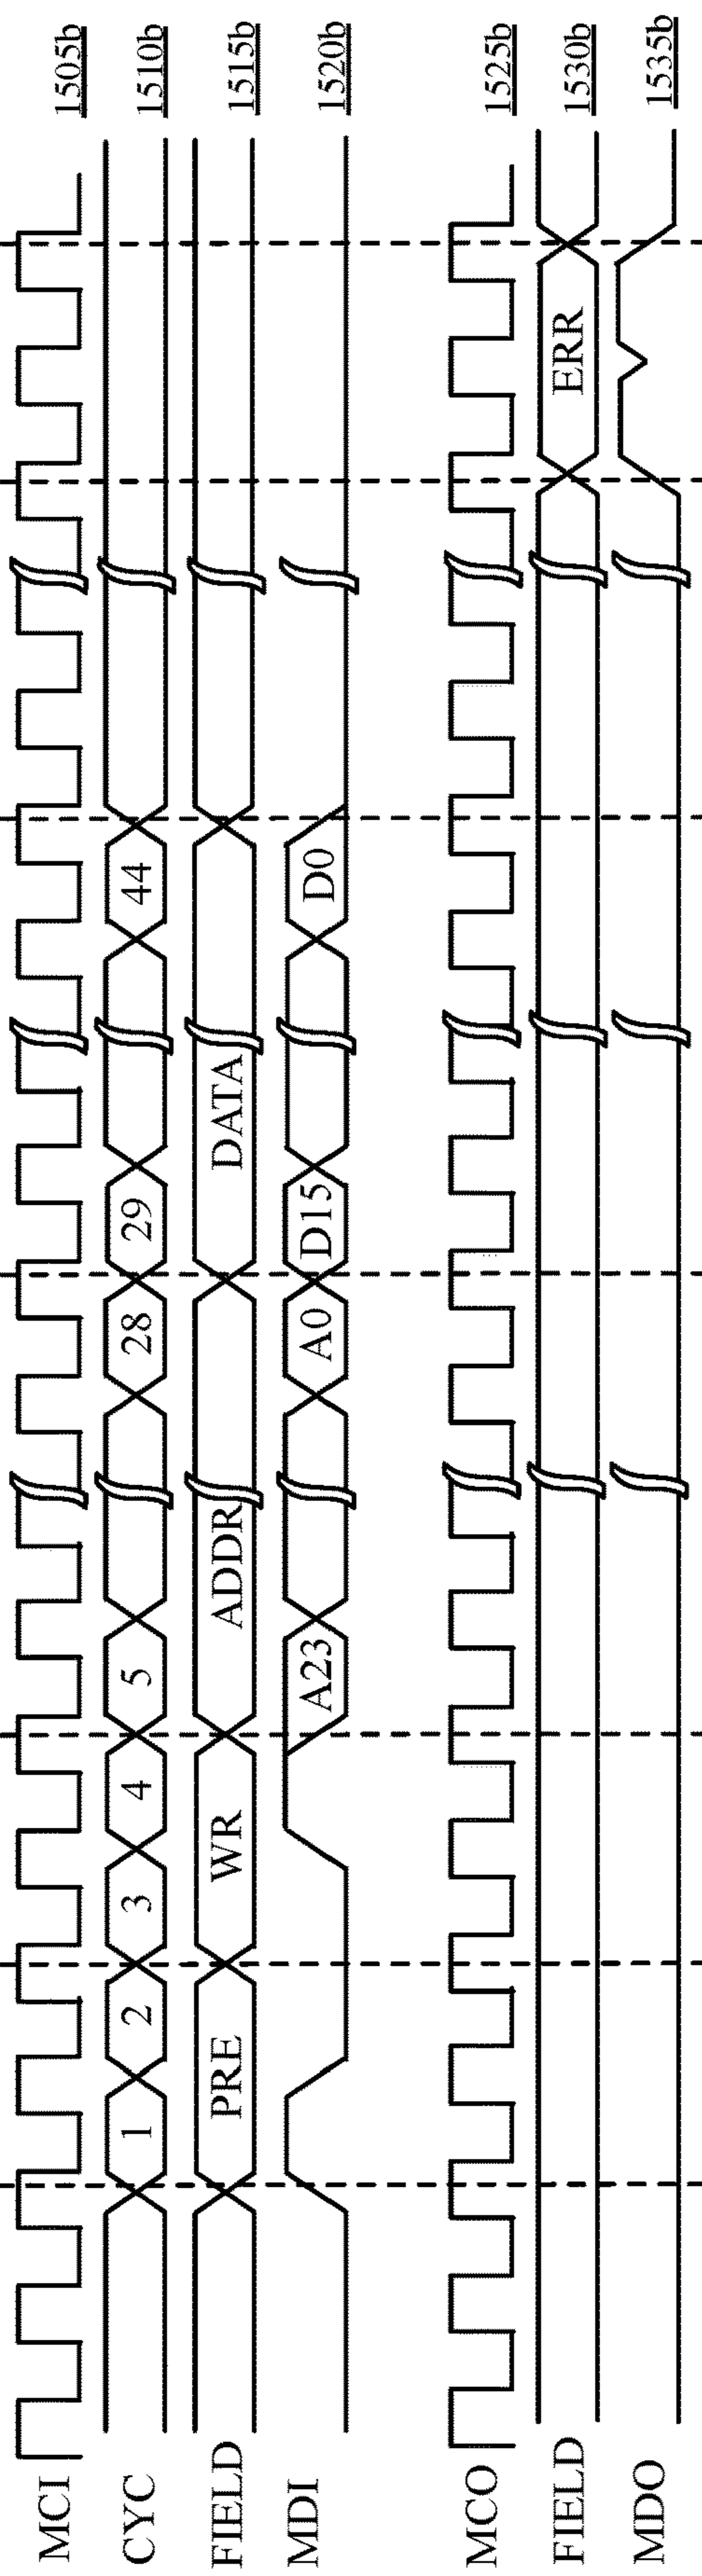 MCI 1505b
CYC 1 2 3 4 5 28 29 44 1510b
FIELD PRE WR ADDR DATA 1515b
MDI A23 A0 D15 D0 1520b
MCO 1525b
FIELD ERR 1530b
MDO 1535b